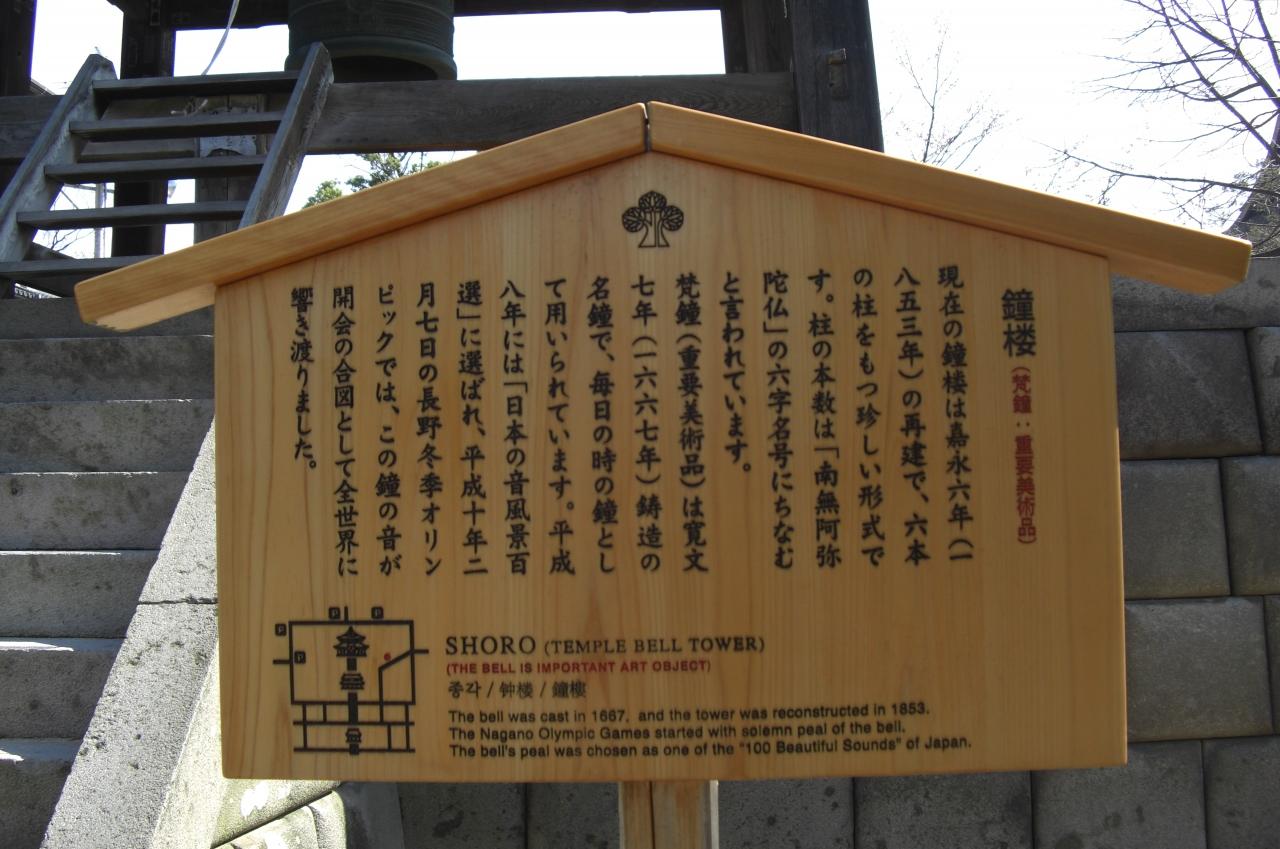 鐘楼(梵鐘:重要美術品)
現在の鐘楼は嘉永六年(一
八五三年)の再建で、六本
の柱をもつ珍しい形式で
す。柱の本数は「南無阿弥
陀仏」の六字名号にちなむ
と言われています。
梵鐘(重要美術品)は寛文
七年(一六六七年)鋳造の
名鐘で、毎日の時の鐘とし
て用いられています。平成
八年には「日本の音風景百
選」に選ばれ、平成十年二
月七日の長野冬季オリン
ピックでは、この鐘の音が
開会の合図として全世界に
響き渡りました。
P P
P
P
SHORO (TEMPLE BELL TOWER)
(THE BELL IS IMPORTANT ART OBJECT)
종각 / 钟楼 / 鐘樓
The bell was cast in 1667, and the tower was reconstructed in 1853.
The Nagano Olympic Games started with solemn peal of the bell.
The bell's peal was chosen as one of the "100 Beautiful Sounds" of Japan.